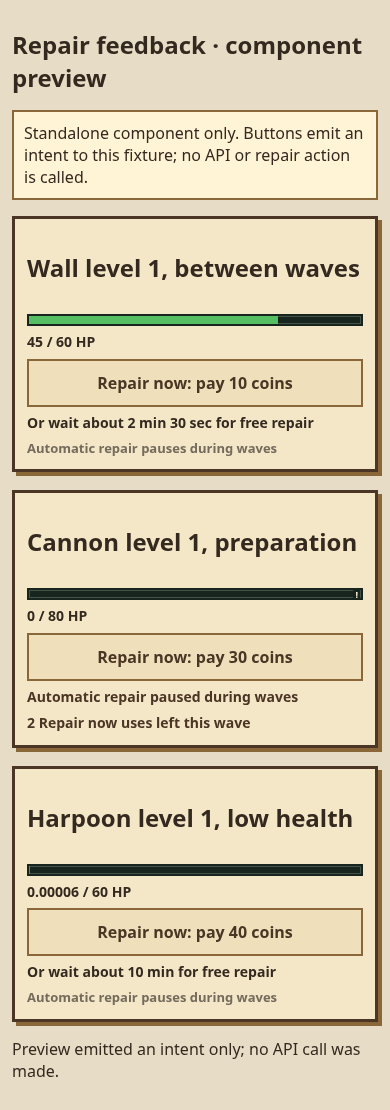 Repair feedback · component
preview
Standalone component only. Buttons emit an
intent to this fixture; no API or repair action
is called.
Wall level 1, between waves
45 / 60 HP
Repair now: pay 10 coins
Or wait about 2 min 30 sec for free repair
Automatic repair pauses during waves
Cannon level 1, preparation
!
0 / 80 HP
Repair now: pay 30 coins
Automatic repair paused during waves
2 Repair now uses left this wave
Harpoon level 1, low health
0.00006 / 60 HP
Repair now: pay 40 coins
Or wait about 10 min for free repair
Automatic repair pauses during waves
Preview emitted an intent only; no API call was
made.